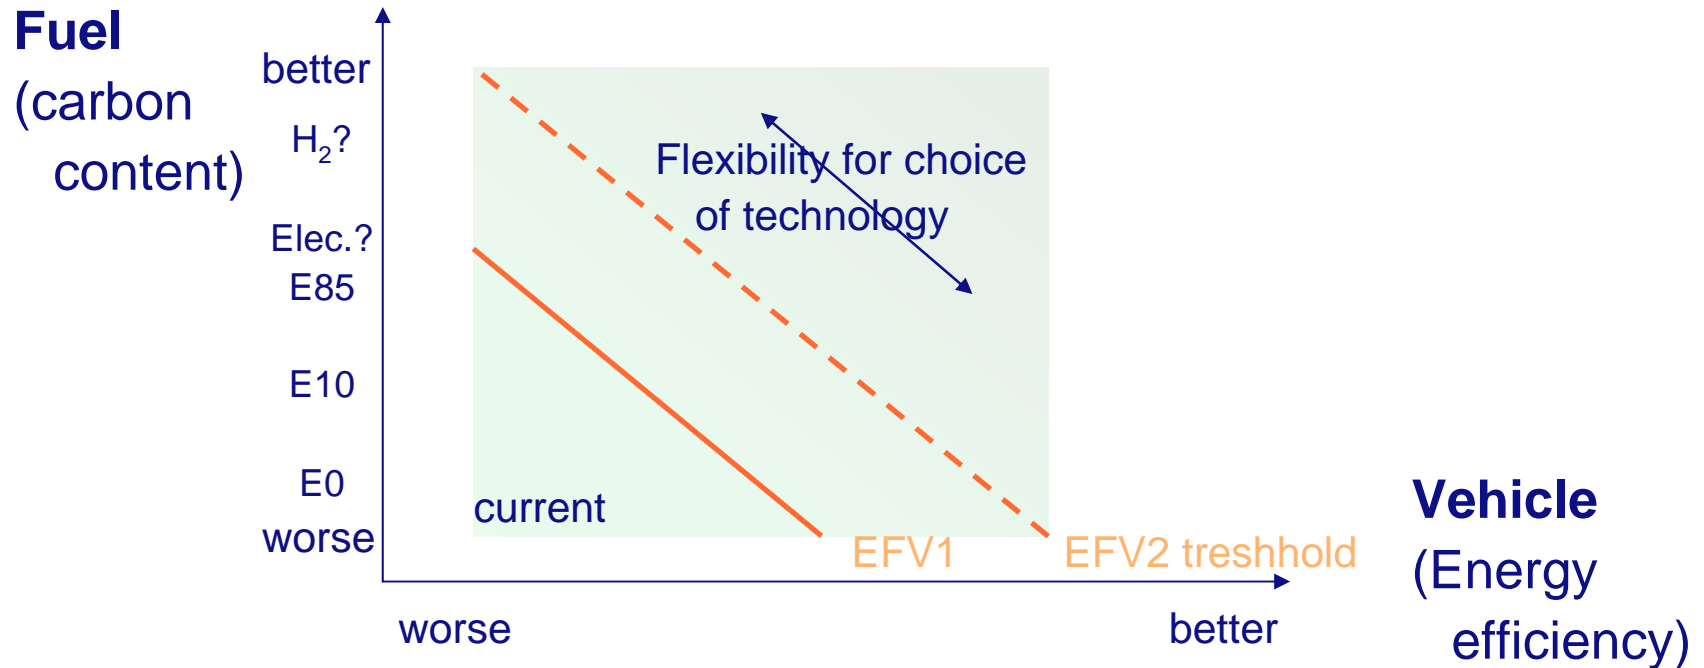 Fuel
(carbon
content)
better
H₂?
Elec.?
E85
E10
E0
worse
Flexibility for choice
of technology
current
EFV1
EFV2 treshhold
worse
better
Vehicle
(Energy
efficiency)